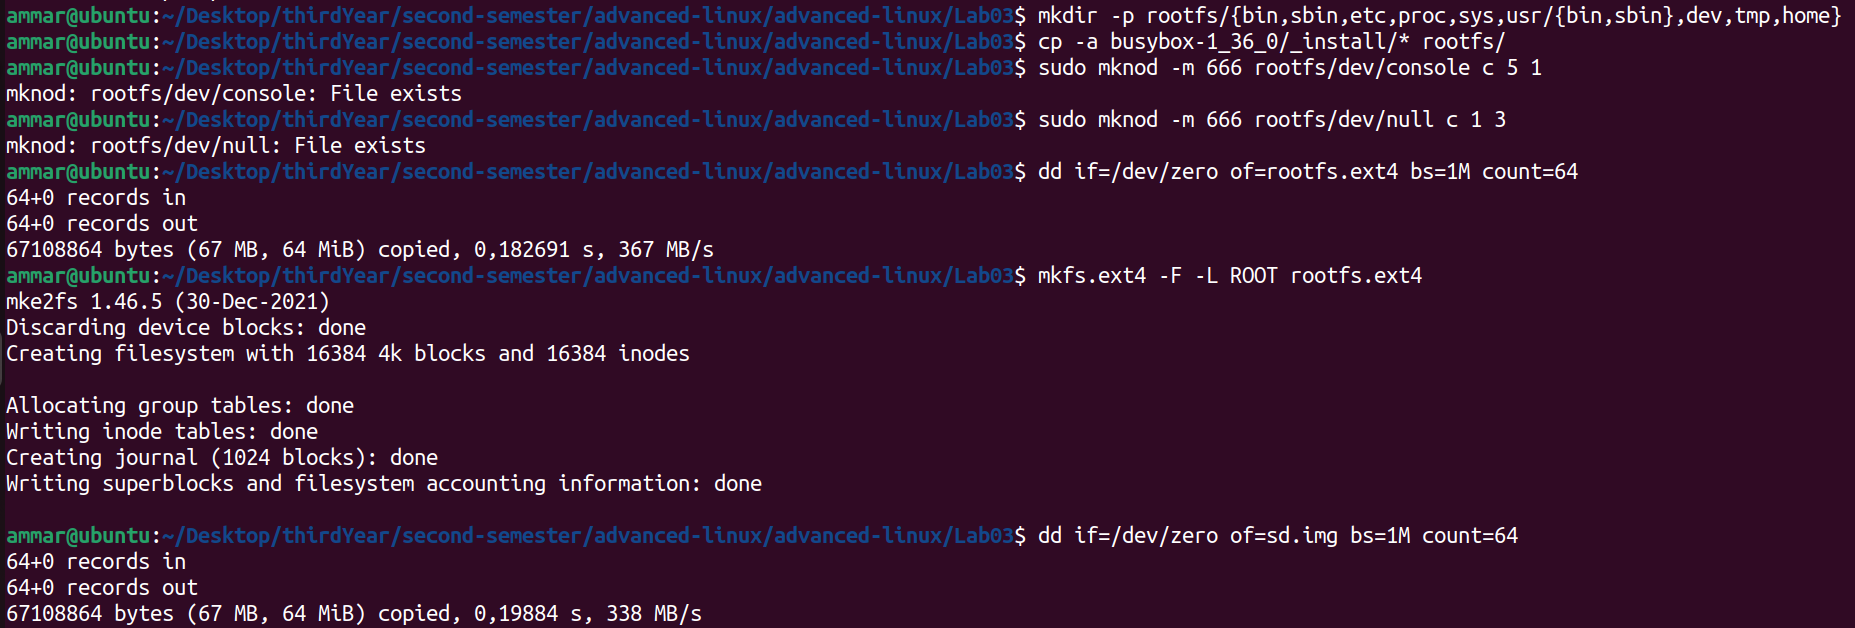 ammar@ubuntu:~/Desktop/thirdYear/second-semester/advanced-linux/advanced-linux/Lab03$ mkdir -p rootfs/{bin,sbin,etc,proc,sys,usr/{bin,sbin},dev,tmp,home}
ammar@ubuntu:~/Desktop/thirdYear/second-semester/advanced-linux/advanced-linux/Lab03$ cp -a busybox-1_36_0/_install/* rootfs/
ammar@ubuntu:~/Desktop/thirdYear/second-semester/advanced-linux/advanced-linux/Lab03$ sudo mknod -m 666 rootfs/dev/console c 5 1
mknod: rootfs/dev/console: File exists
ammar@ubuntu:~/Desktop/thirdYear/second-semester/advanced-linux/advanced-linux/Lab03$ sudo mknod -m 666 rootfs/dev/null c 1 3
mknod: rootfs/dev/null: File exists
ammar@ubuntu:~/Desktop/thirdYear/second-semester/advanced-linux/advanced-linux/Lab03$ dd if=/dev/zero of=rootfs.ext4 bs=1M count=64
64+0 records in
64+0 records out
67108864 bytes (67 MB, 64 MiB) copied, 0,182691 s, 367 MB/s
ammar@ubuntu:~/Desktop/thirdYear/second-semester/advanced-linux/advanced-linux/Lab03$ mkfs.ext4 -F -L ROOT rootfs.ext4
mke2fs 1.46.5 (30-Dec-2021)
Discarding device blocks: done
Creating filesystem with 16384 4k blocks and 16384 inodes
Allocating group tables: done
Writing inode tables: done
Creating journal (1024 blocks): done
Writing superblocks and filesystem accounting information: done
ammar@ubuntu:~/Desktop/thirdYear/second-semester/advanced-linux/advanced-linux/Lab03$ dd if=/dev/zero of=sd.img bs=1M count=64
64+0 records in
64+0 records out
67108864 bytes (67 MB, 64 MiB) copied, 0,19884 s, 338 MB/s